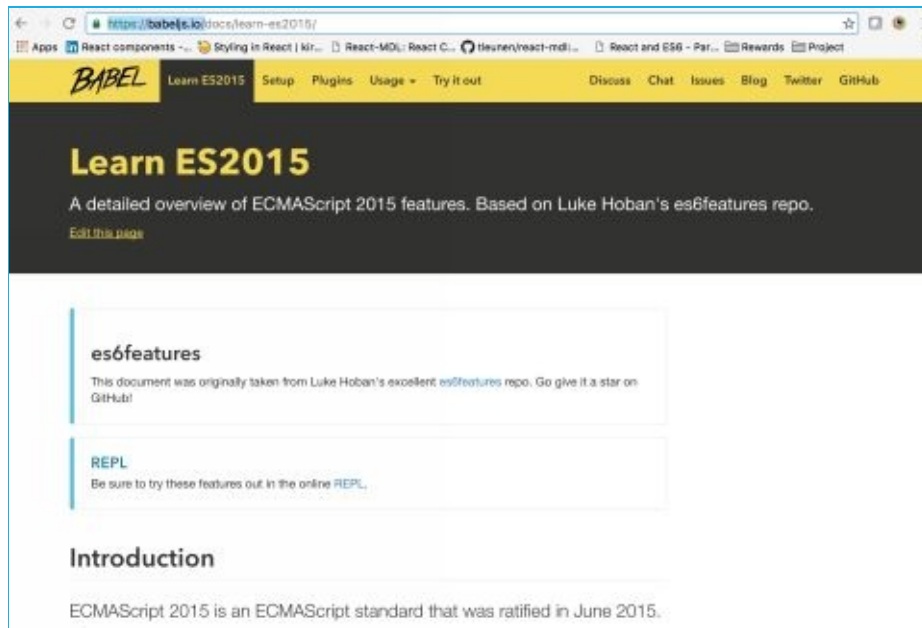 https://babeljs.io/docs/learn-es2015/
Apps React components -... Styling in React | kir... React-MDL: React C... tleunen/react-mdl... React and ES6 - Par... Rewards Project
BABEL Learn ES2015 Setup Plugins Usage Try it out Discuss Chat Issues Blog Twitter GitHub
Learn ES2015
A detailed overview of ECMAScript 2015 features. Based on Luke Hoban's es6features repo.
Edit this page
es6features
This document was originally taken from Luke Hoban's excellent es6features repo. Go give it a star on
GitHub!
REPL
Be sure to try these features out in the online REPL.
Introduction
ECMAScript 2015 is an ECMAScript standard that was ratified in June 2015.